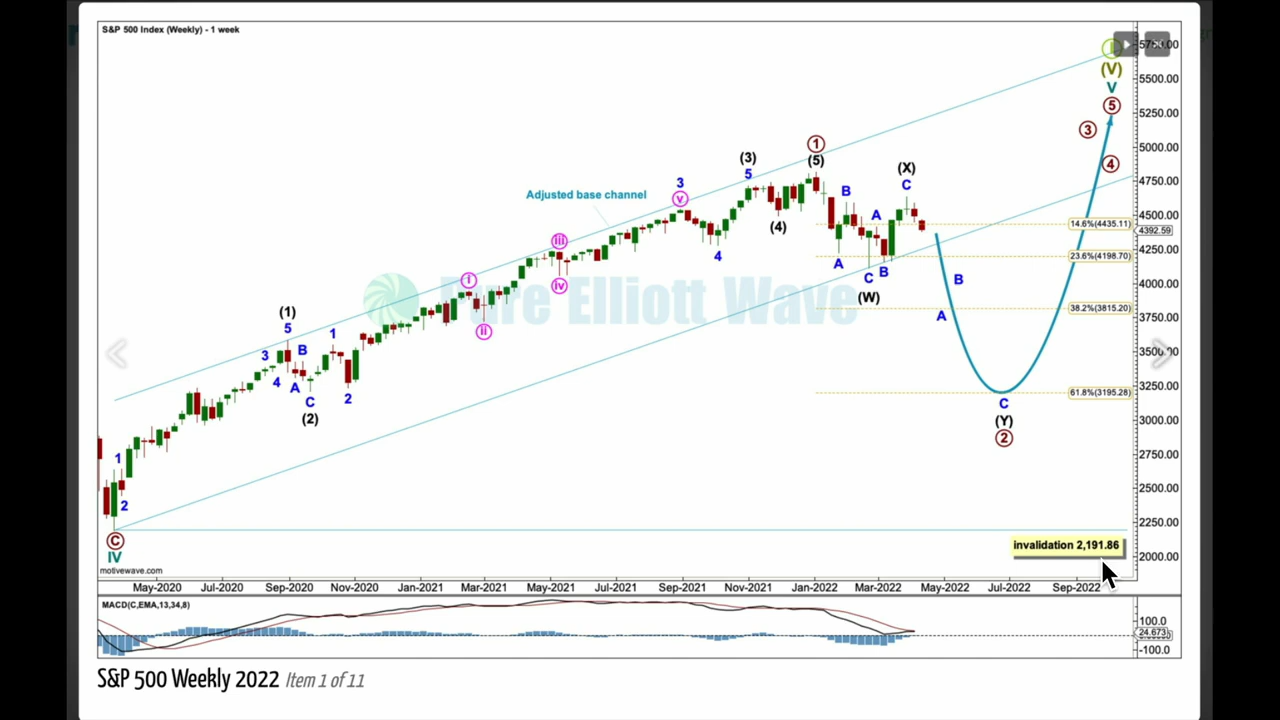 S&P 500 Index (Weekly) - 1 week
5750.00
(V)
5500.00
V
5
5250.00
3
1
5000.00
(3)
(5)
(X)
4
5
3
C
4750.00
Adjusted base channel
v
B
A
(4)
4500.00
14.6%(4435.11)
4392.59
iii
4
A
B
C
23.6%(4198.70)
4250.00
i
iv
(W)
B
4000.00
Pure Elliott Wave
(1)
5
1
ii
A
38.2%(3815.20)
3750.00
3
B
3500.00
4
A
2
C
61.8%(3195.28)
3250.00
C
(2)
(Y)
3000.00
2
1
2750.00
2
2500.00
2250.00
C
IV
invalidation 2,191.86
2000.00
motivewave.com
May-2020 Jul-2020 Sep-2020 Nov-2020 Jan-2021 Mar-2021 May-2021 Jul-2021 Sep-2021 Nov-2021 Jan-2022 Mar-2022 May-2022 Jul-2022 Sep-2022
MACD(C,EMA,13,34,8)
100.0
24.673
-100.0
S&P 500 Weekly 2022 Item 1 of 11